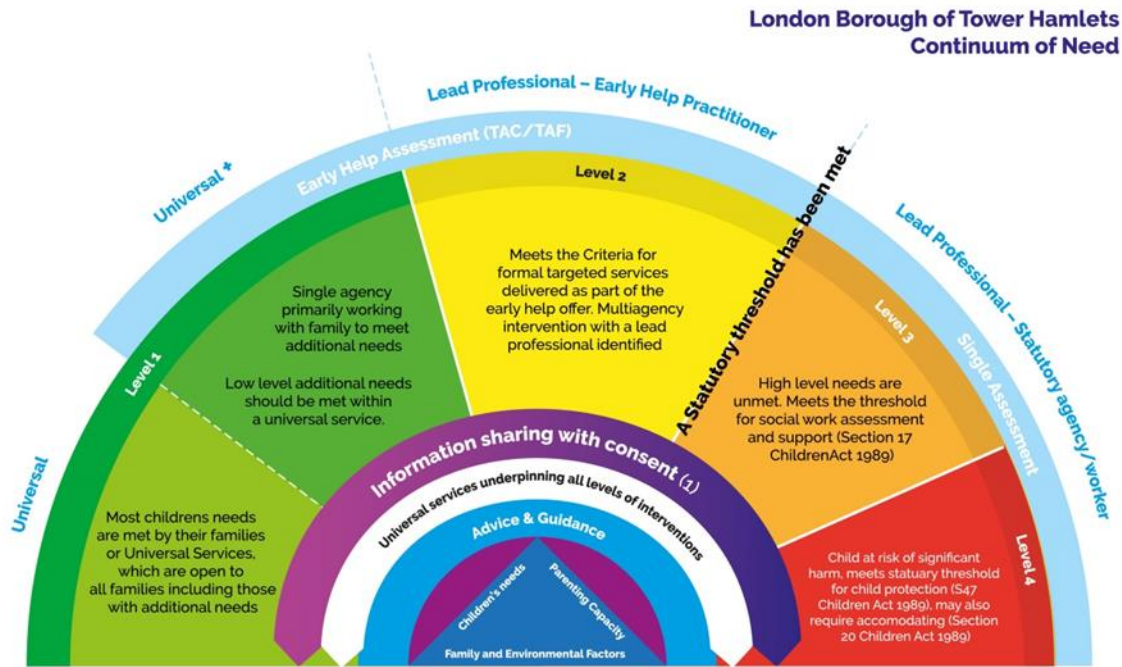 London Borough of Tower Hamlets
Continuum of Need
Lead Professional – Early Help Practitioner
Early Help Assessment (TAC/TAF)
Universal +
Universal
Level 1
Level 2
A Statutory threshold has been met
Lead Professional – Statutory agency/worker
Level 3
Single Assessment
Level 4
Most childrens needs
are met by their families
or Universal Services,
which are open to
all families including those
with additional needs
Single agency
primarily working
with family to meet
additional needs
Low level additional needs
should be met within
a universal service.
Meets the Criteria for
formal targeted services
delivered as part of the
early help offer. Multiagency
intervention with a lead
professional identified
High level needs are
unmet. Meets the threshold
for social work assessment
and support (Section 17
ChildrenAct 1989)
Child at risk of significant
harm, meets statuary threshold
for child protection (S47
Children Act 1989), may also
require accomodating (Section
20 Children Act 1989)
Information sharing with consent (1)
Universal services underpinning all levels of interventions
Advice & Guidance
Children's needs
Parenting Capacity
Family and Environmental Factors